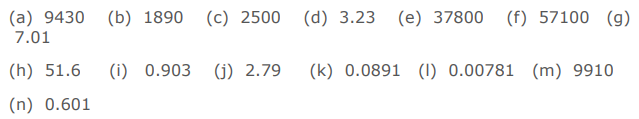 (a) 9430 (b) 1890 (c) 2500 (d) 3.23 (e) 37800 (f) 57100 (g)
7.01
(h) 51.6 (i) 0.903 (j) 2.79 (k) 0.0891 (l) 0.00781 (m) 9910
(n) 0.601